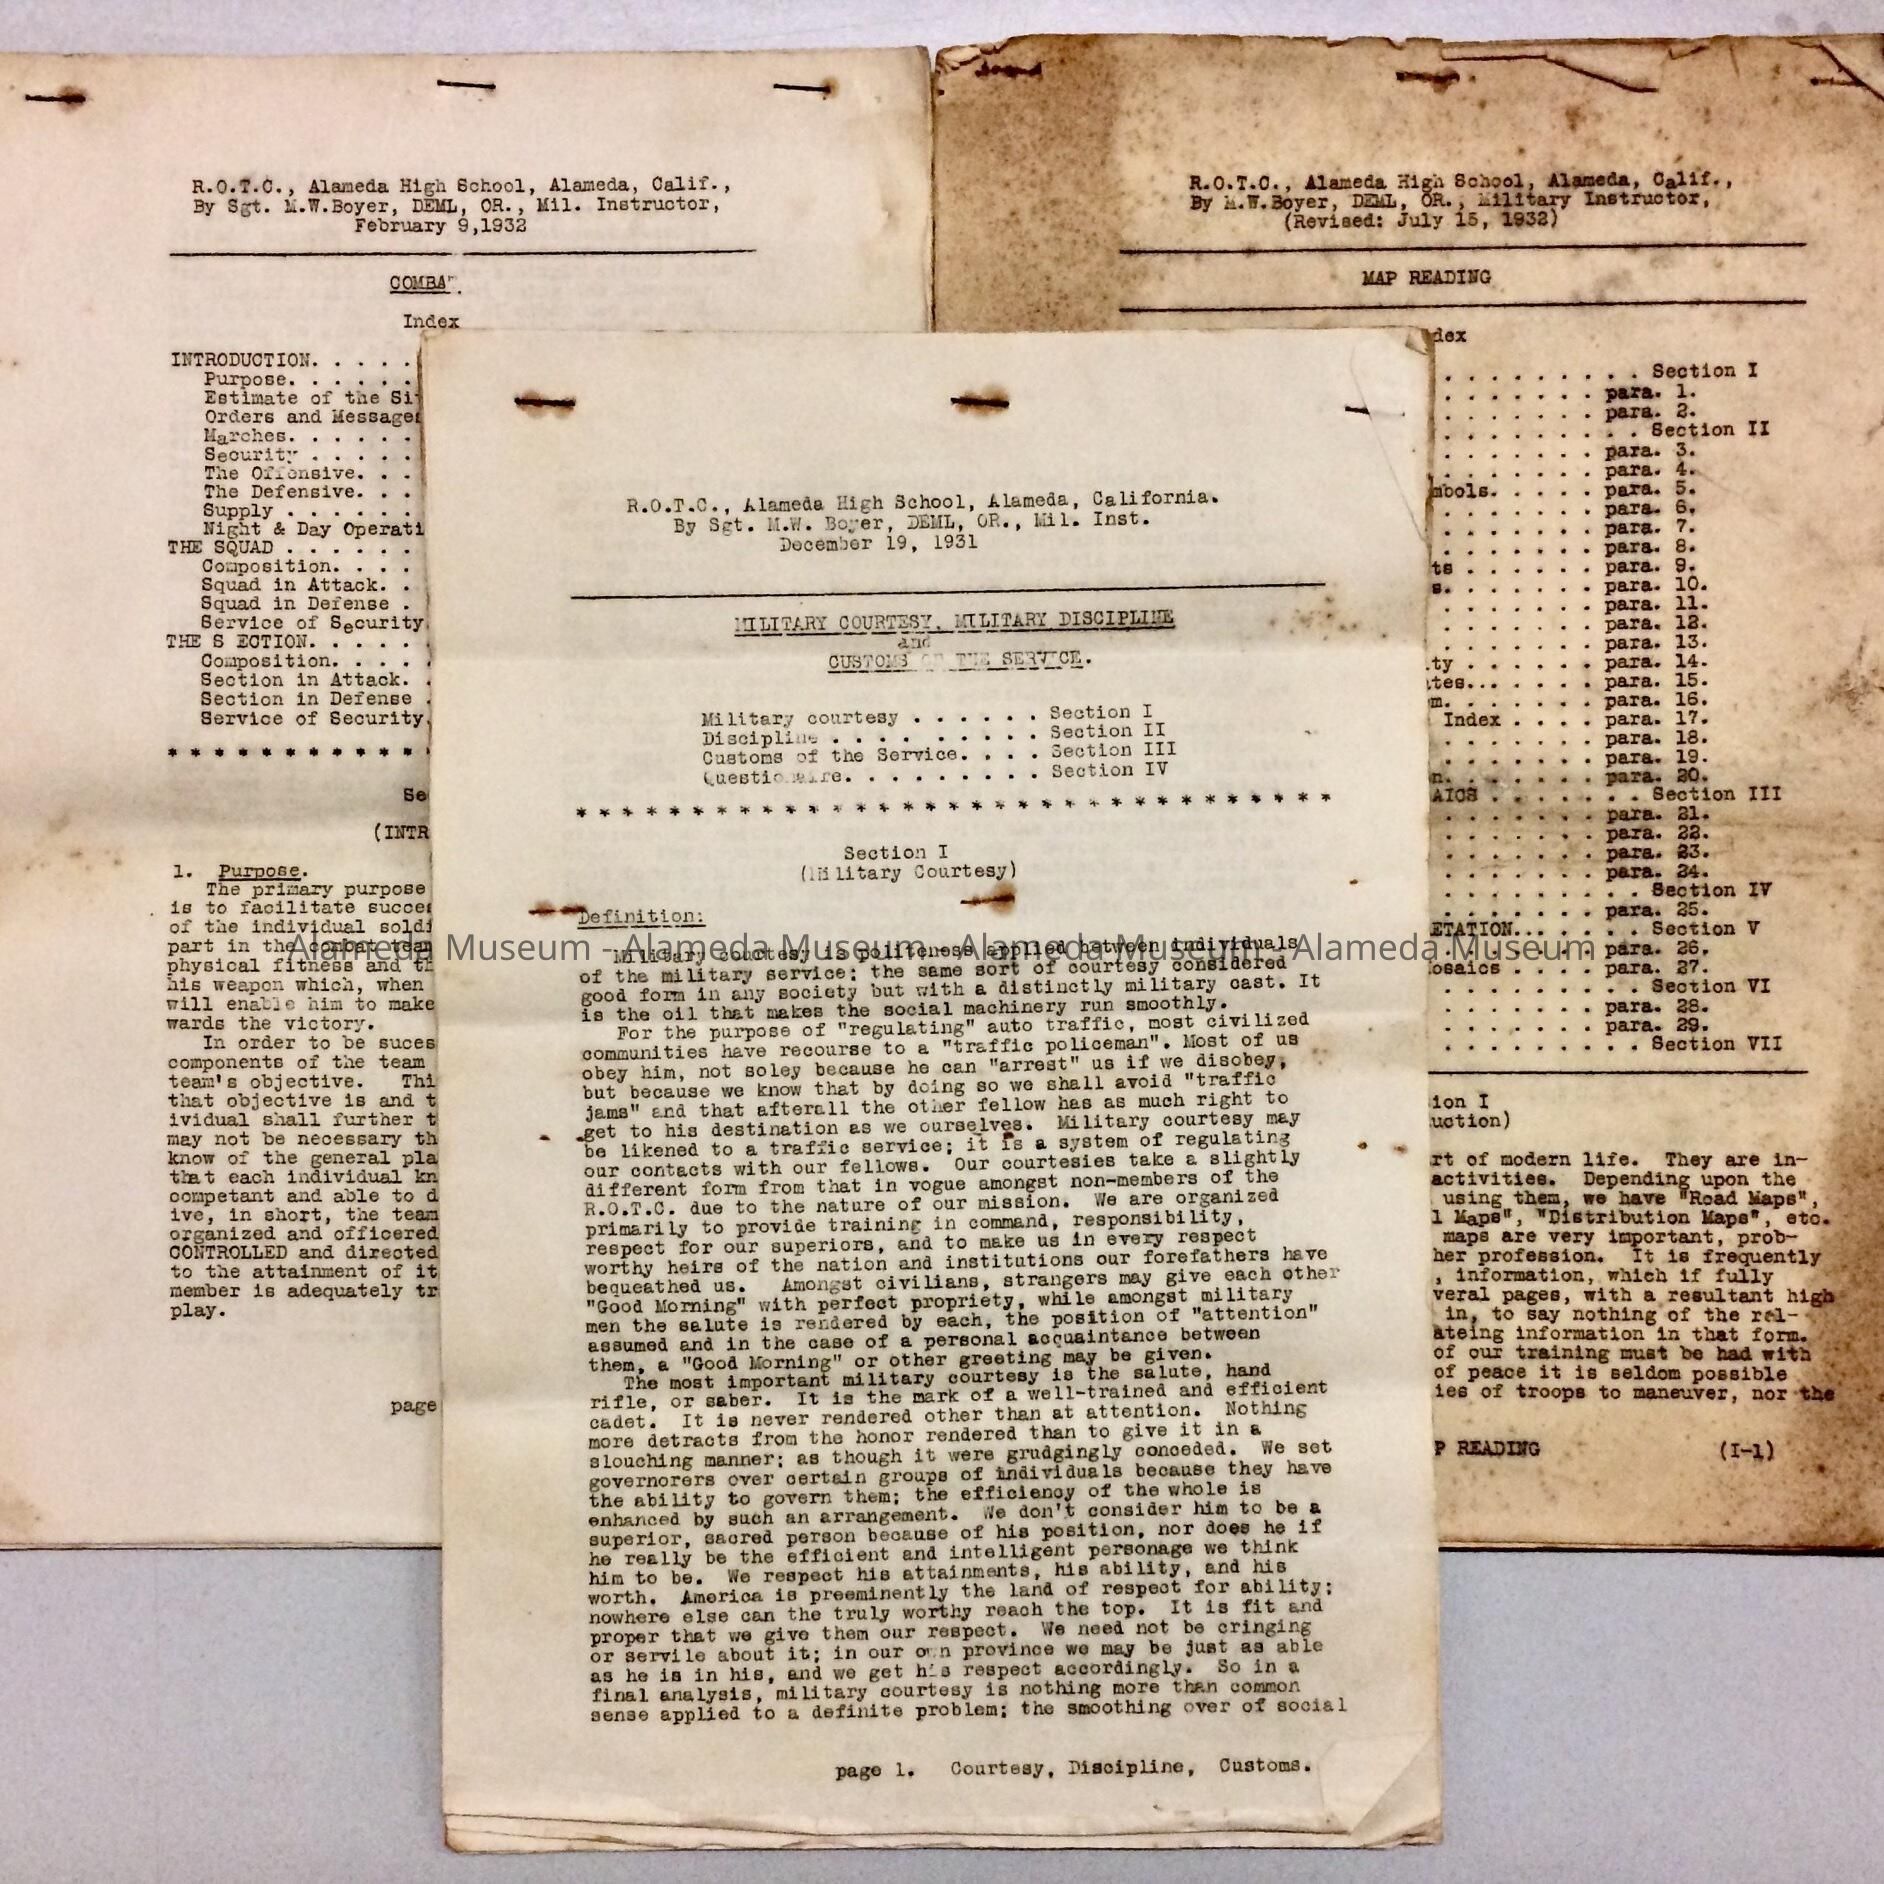 R.O.T.C., Alameda High School, Alameda, Calif.,
By Sgt. M.W.Boyer, DEML, OR., Mil. Instructor,
February 9,1932
COMBAT.
Index
INTRODUCTION. . . . .
Purpose. . . . . .
Estimate of the
Orders and
Marches. . . . . .
Security . . . . .
The Offensive. . .
The Defensive. . .
Supply . . . . . .
Night & Day
THE SQUAD . . . . . .
Composition. . . .
Squad in Attack. .
Squad in Defense .
Service of Security
THE S ECTION. . . . .
Composition. . . .
Section in Attack. .
Section in Defense .
Service of Security
* * * * * * * * * * * *
1. Purpose.
The primary purpose
is to facilitate
of the individual
part in the combat team
physical fitness and
his weapon which, when
will enable him to make
wards the victory.
In order to be
components of the team
team's objective.
that objective is and
ividual shall further
may not be necessary
know of the general
that each individual
competant and able to
ive, in short, the team
organized and officered
CONTROLLED and directed
to the attainment of
member is adequately
play.
page
R.O.T.C., Alameda High School, Alameda, Calif.,
By M.W.Boyer, DEML, OR., Military Instructor,
(Revised: July 15, 1932)
MAP READING
dex
. . . . . . . . . Section I
. . . . . . . para. 1.
. . . . . . . para. 2.
. . . . . . . . . Section II
. . . . . . . para. 3.
. . . . . . . para. 4.
mbols. . . . . para. 5.
. . . . . . . para. 6.
. . . . . . . para. 7.
. . . . . . . para. 8.
ts . . . . . . para. 9.
s. . . . . . . para. 10.
. . . . . . . para. 11.
. . . . . . . para. 12.
. . . . . . . para. 13.
ty . . . . . . para. 14.
tes... . . . . para. 15.
m. . . . . . . para. 16.
Index . . . . para. 17.
. . . . . . . para. 18.
. . . . . . . para. 19.
n. . . . . . . para. 20.
AICS . . . . . . . Section III
. . . . . . . para. 21.
. . . . . . . para. 22.
. . . . . . . para. 23.
. . . . . . . para. 24.
. . . . . . . . . Section IV
. . . . . . . para. 25.
ETATION... . . . . Section V
. . . . . . . para. 26.
osaics . . . . para. 27.
. . . . . . . . . Section VI
. . . . . . . para. 28.
. . . . . . . para. 29.
. . . . . . . . . Section VII
ion I
uction)
rt of modern life. They are in-
activities. Depending upon the
using them, we have "Road Maps",
l Maps", "Distribution Maps", etc.
maps are very important, prob-
her profession. It is frequently
, information, which if fully
veral pages, with a resultant high
in, to say nothing of the rel-
ateing information in that form.
of our training must be had with
of peace it is seldom possible
ies of troops to maneuver, nor the
P READING (I-1)
R.O.T.C., Alameda High School, Alameda, California.
By Sgt. M.W. Boyer, DEML, OR., Mil. Inst.
December 19, 1931
MILITARY COURTESY, MILITARY DISCIPLINE
and
CUSTOMS OF THE SERVICE.
Military courtesy . . . . . . Section I
Discipline . . . . . . . . . Section II
Customs of the Service. . . . Section III
Questionaire. . . . . . . . . Section IV
* * * * * * * * * * * * * * * * * * * * * * * * * * * * * * * * *
Section I
(Military Courtesy)
Definition:
Military courtesy is politeness applied between individuals
of the military service; the same sort of courtesy considered
good form in any society but with a distinctly military cast. It
is the oil that makes the social machinery run smoothly.
For the purpose of "regulating" auto traffic, most civilized
communities have recourse to a "traffic policeman". Most of us
obey him, not soley because he can "arrest" us if we disobey,
but because we know that by doing so we shall avoid "traffic
jams" and that afterall the other fellow has as much right to
get to his destination as we ourselves. Military courtesy may
be likened to a traffic service; it is a system of regulating
our contacts with our fellows. Our courtesies take a slightly
different form from that in vogue amongst non-members of the
R.O.T.C. due to the nature of our mission. We are organized
primarily to provide training in command, responsibility,
respect for our superiors, and to make us in every respect
worthy heirs of the nation and institutions our forefathers have
bequeathed us. Amongst civilians, strangers may give each other
"Good Morning" with perfect propriety, while amongst military
men the salute is rendered by each, the position of "attention"
assumed and in the case of a personal acquaintance between
them, a "Good Morning" or other greeting may be given.
The most important military courtesy is the salute, hand
rifle, or saber. It is the mark of a well-trained and efficient
cadet. It is never rendered other than at attention. Nothing
more detracts from the honor rendered than to give it in a
slouching manner; as though it were grudgingly conceded. We set
governorers over certain groups of individuals because they have
the ability to govern them; the efficiency of the whole is
enhanced by such an arrangement. We don't consider him to be a
superior, sacred person because of his position, nor does he if
he really be the efficient and intelligent personage we think
him to be. We respect his attainments, his ability, and his
worth. America is preeminently the land of respect for ability;
nowhere else can the truly worthy reach the top. It is fit and
proper that we give them our respect. We need not be cringing
or servile about it; in our own province we may be just as able
as he is in his, and we get his respect accordingly. So in a
final analysis, military courtesy is nothing more than common
sense applied to a definite problem; the smoothing over of social
page 1. Courtesy, Discipline, Customs.
Alameda Museum - Alameda Museum - Alameda Museum - Alameda Museum